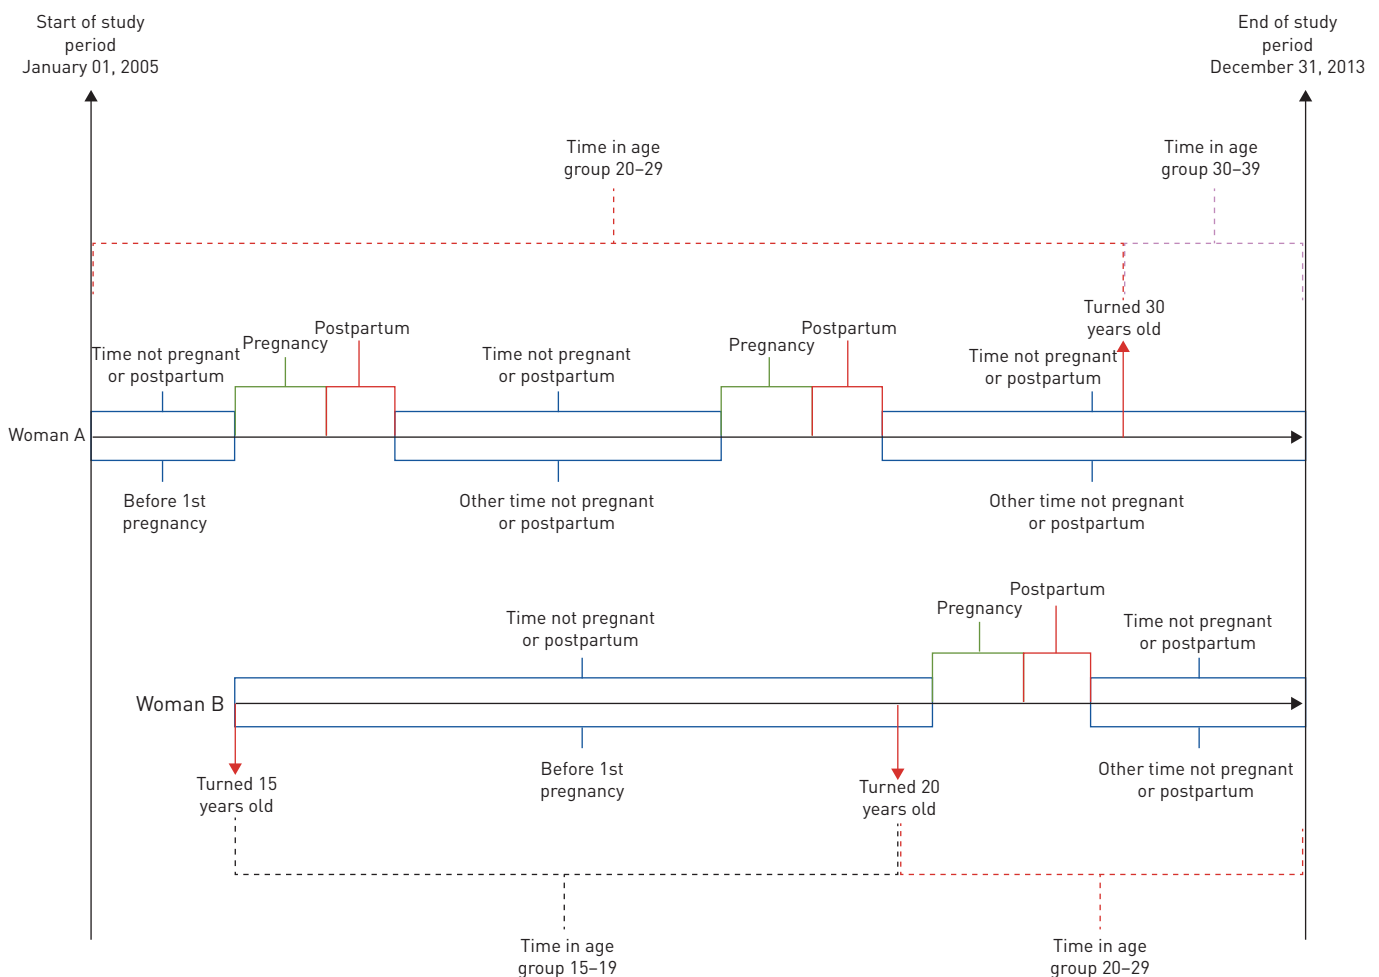 Start of study
period
January 01, 2005
End of study
period
December 31, 2013
Time in age
group 20–29
Time in age
group 30–39
Turned 30
years old
Time not pregnant
or postpartum
Pregnancy
Postpartum
Time not pregnant
or postpartum
Pregnancy
Postpartum
Time not pregnant
or postpartum
Woman A
Before 1st
pregnancy
Other time not pregnant
or postpartum
Other time not pregnant
or postpartum
Time not pregnant
or postpartum
Pregnancy
Postpartum
Time not pregnant
or postpartum
Woman B
Turned 15
years old
Before 1st
pregnancy
Turned 20
years old
Other time not pregnant
or postpartum
Time in age
group 15–19
Time in age
group 20–29